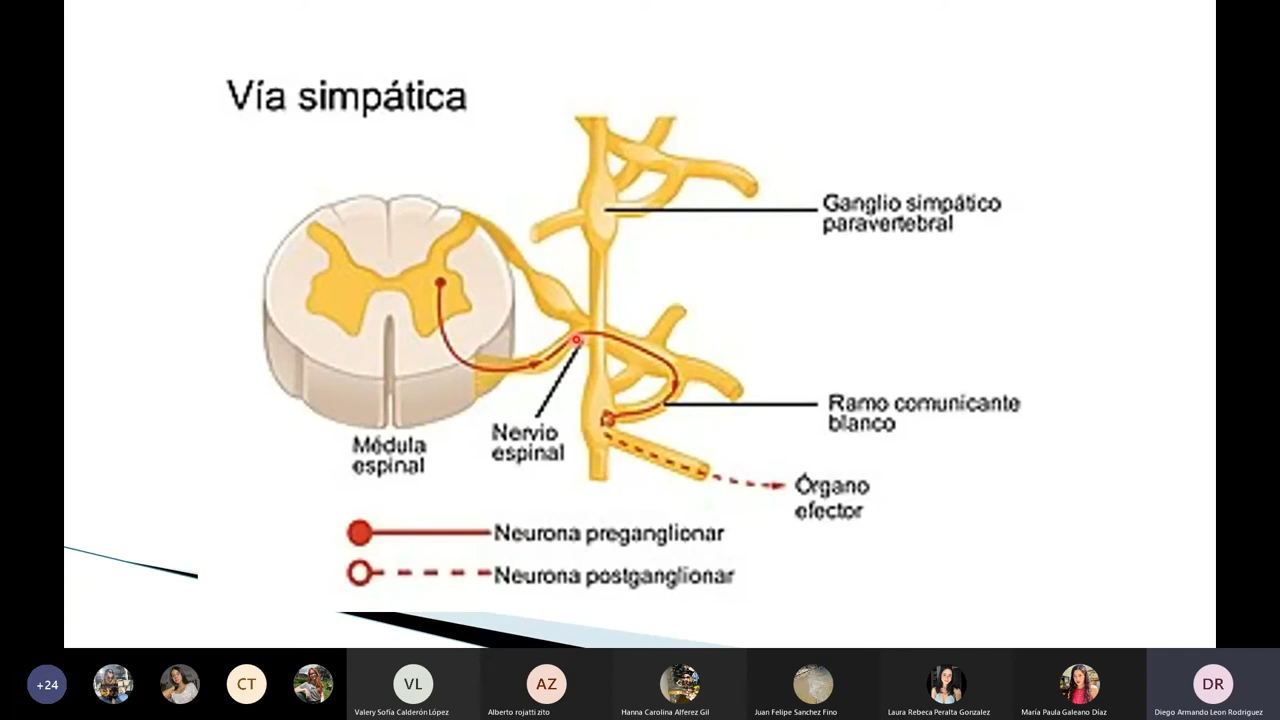 Vía simpática
Ganglio simpático
paravertebral
Ramo comunicante
blanco
Nervio
espinal
Médula
espinal
Órgano
efector
Neurona preganglionar
Neurona postganglionar
+24
CT
VL
Valery Sofía Calderón López
AZ
Alberto rojatti zito
Hanna Carolina Alferez Gil
Juan Felipe Sanchez Fino
Laura Rebeca Peralta Gonzalez
María Paula Galeano Díaz
DR
Diego Armando Leon Rodriguez